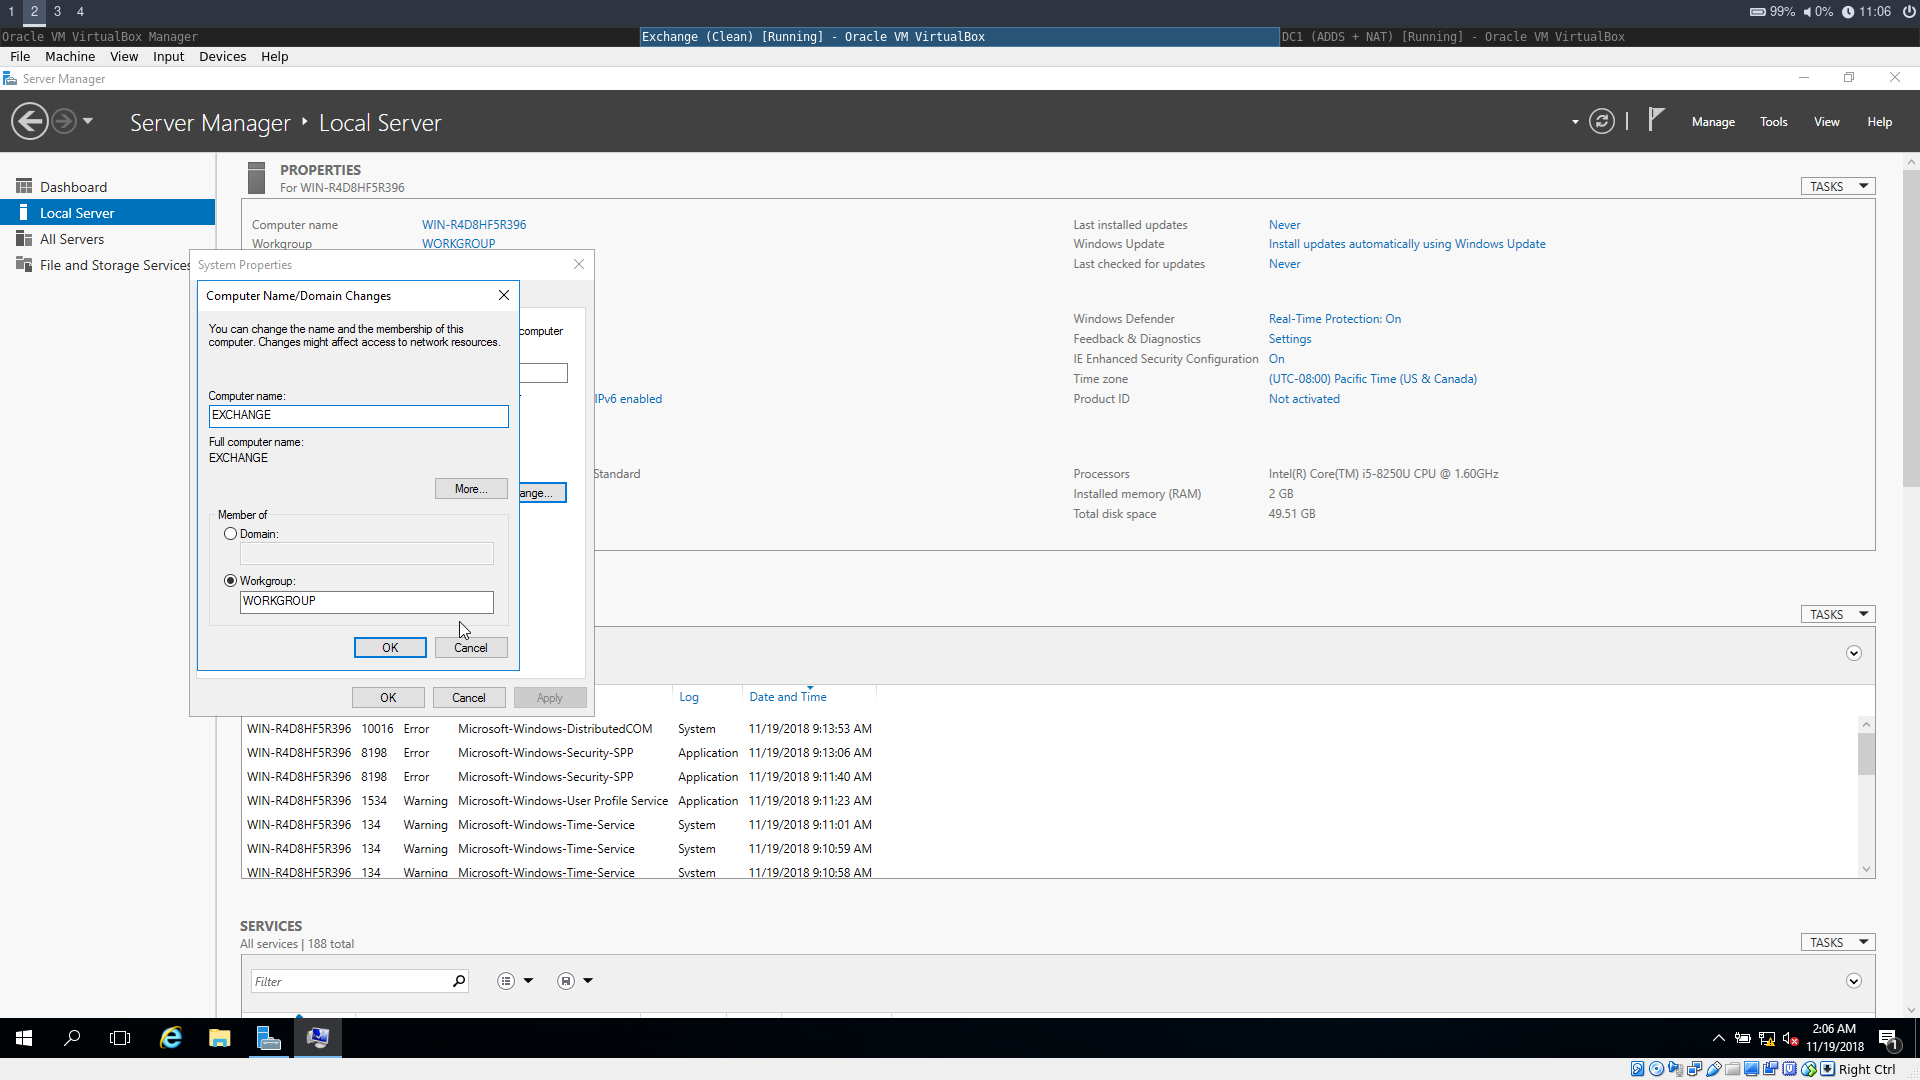 1 2 3 4
99% 0% 11:06
Oracle VM VirtualBox Manager
Exchange (Clean) [Running] - Oracle VM VirtualBox
DC1 (ADDS + NAT) [Running] - Oracle VM VirtualBox
File Machine View Input Devices Help
Server Manager
Server Manager Local Server
Manage Tools View Help
Dashboard
Local Server
All Servers
File and Storage Services
PROPERTIES
For WIN-R4D8HF5R396
TASKS
Computer name WIN-R4D8HF5R396
Workgroup WORKGROUP
Last installed updates Never
Windows Update Install updates automatically using Windows Update
Last checked for updates Never
Windows Defender Real-Time Protection: On
Feedback & Diagnostics Settings
IE Enhanced Security Configuration On
Time zone (UTC-08:00) Pacific Time (US & Canada)
Product ID Not activated
IPv6 enabled
Standard
Processors Intel(R) Core(TM) i5-8250U CPU @ 1.60GHz
Installed memory (RAM) 2 GB
Total disk space 49.51 GB
System Properties
computer
ange...
OK Cancel Apply
Computer Name/Domain Changes
You can change the name and the membership of this
computer. Changes might affect access to network resources.
Computer name:
EXCHANGE
Full computer name:
EXCHANGE
More...
Member of
Domain:
Workgroup:
WORKGROUP
OK Cancel
TASKS
Log Date and Time
WIN-R4D8HF5R396 10016 Error Microsoft-Windows-DistributedCOM System 11/19/2018 9:13:53 AM
WIN-R4D8HF5R396 8198 Error Microsoft-Windows-Security-SPP Application 11/19/2018 9:13:06 AM
WIN-R4D8HF5R396 8198 Error Microsoft-Windows-Security-SPP Application 11/19/2018 9:11:40 AM
WIN-R4D8HF5R396 1534 Warning Microsoft-Windows-User Profile Service Application 11/19/2018 9:11:23 AM
WIN-R4D8HF5R396 134 Warning Microsoft-Windows-Time-Service System 11/19/2018 9:11:01 AM
WIN-R4D8HF5R396 134 Warning Microsoft-Windows-Time-Service System 11/19/2018 9:10:59 AM
WIN-R4D8HF5R396 134 Warning Microsoft-Windows-Time-Service System 11/19/2018 9:10:58 AM
SERVICES
All services | 188 total
TASKS
Filter
2:06 AM
11/19/2018
1
Right Ctrl